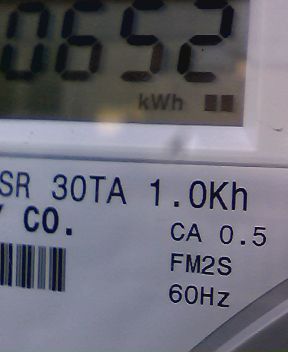 0652
kWh
SR 30TA 1.0Kh
Y CO.
CA 0.5
FM2S
60Hz